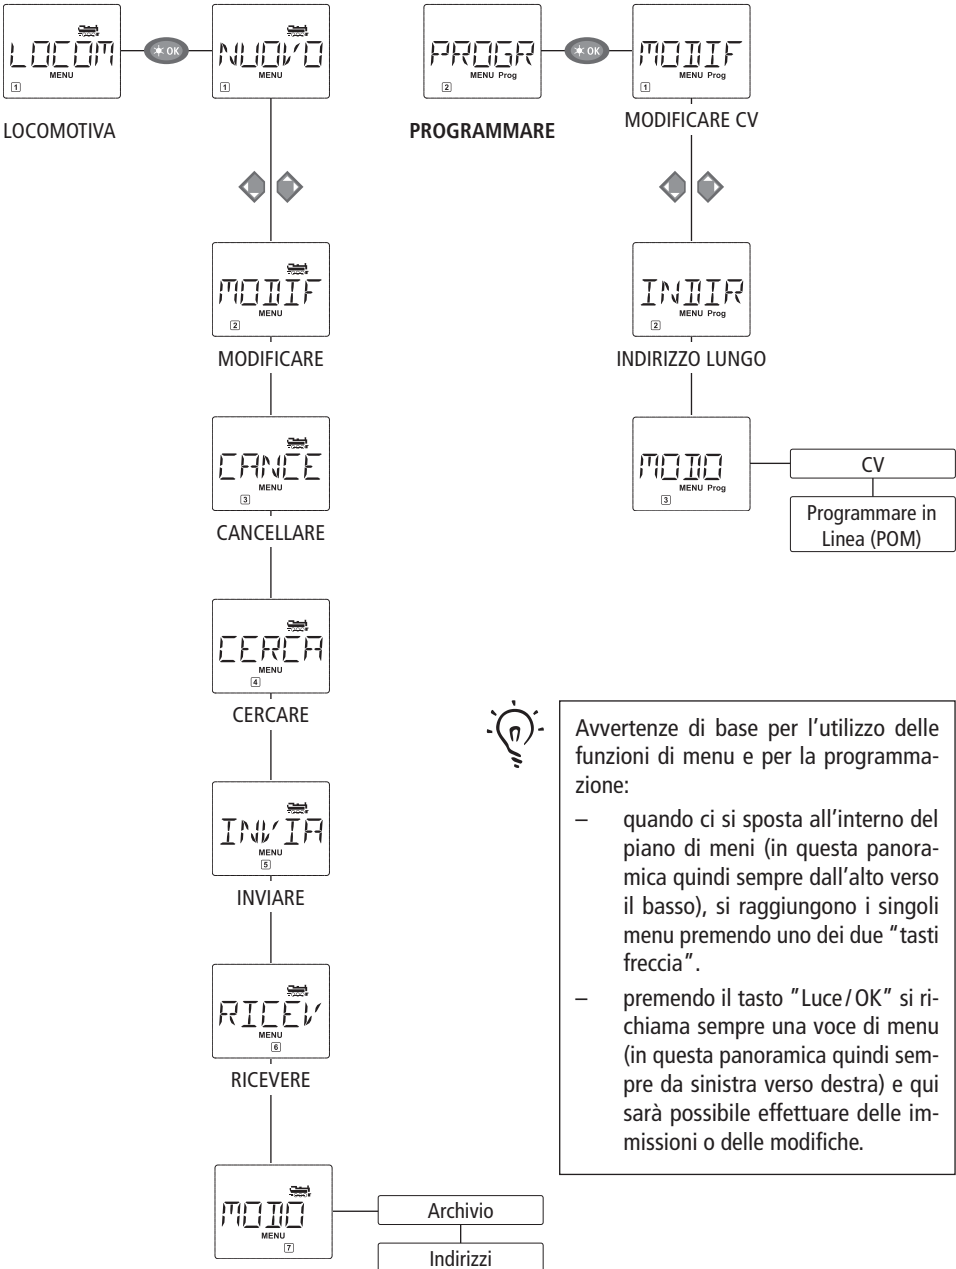 LOCOM
MENU
1
LOCOMOTIVA
✶ OK
NUOVO
MENU
1
MODIF
MENU
2
MODIFICARE
CANCE
MENU
3
CANCELLARE
CERCA
MENU
4
CERCARE
INVIA
MENU
5
INVIARE
RICEV
MENU
6
RICEVERE
MODO
MENU
7
Archivio
Indirizzi
PROGR
MENU Prog
2
PROGRAMMARE
✶ OK
MODIF
MENU Prog
1
MODIFICARE CV
INDIR
MENU Prog
2
INDIRIZZO LUNGO
MODO
MENU Prog
3
CV
Programmare in
Linea (POM)
Avvertenze di base per l'utilizzo delle
funzioni di menu e per la programma-
zione:
– quando ci si sposta all'interno del
piano di meni (in questa panora-
mica quindi sempre dall'alto verso
il basso), si raggiungono i singoli
menu premendo uno dei due "tasti
freccia".
– premendo il tasto "Luce/OK" si ri-
chiama sempre una voce di menu
(in questa panoramica quindi sem-
pre da sinistra verso destra) e qui
sarà possibile effettuare delle im-
missioni o delle modifiche.